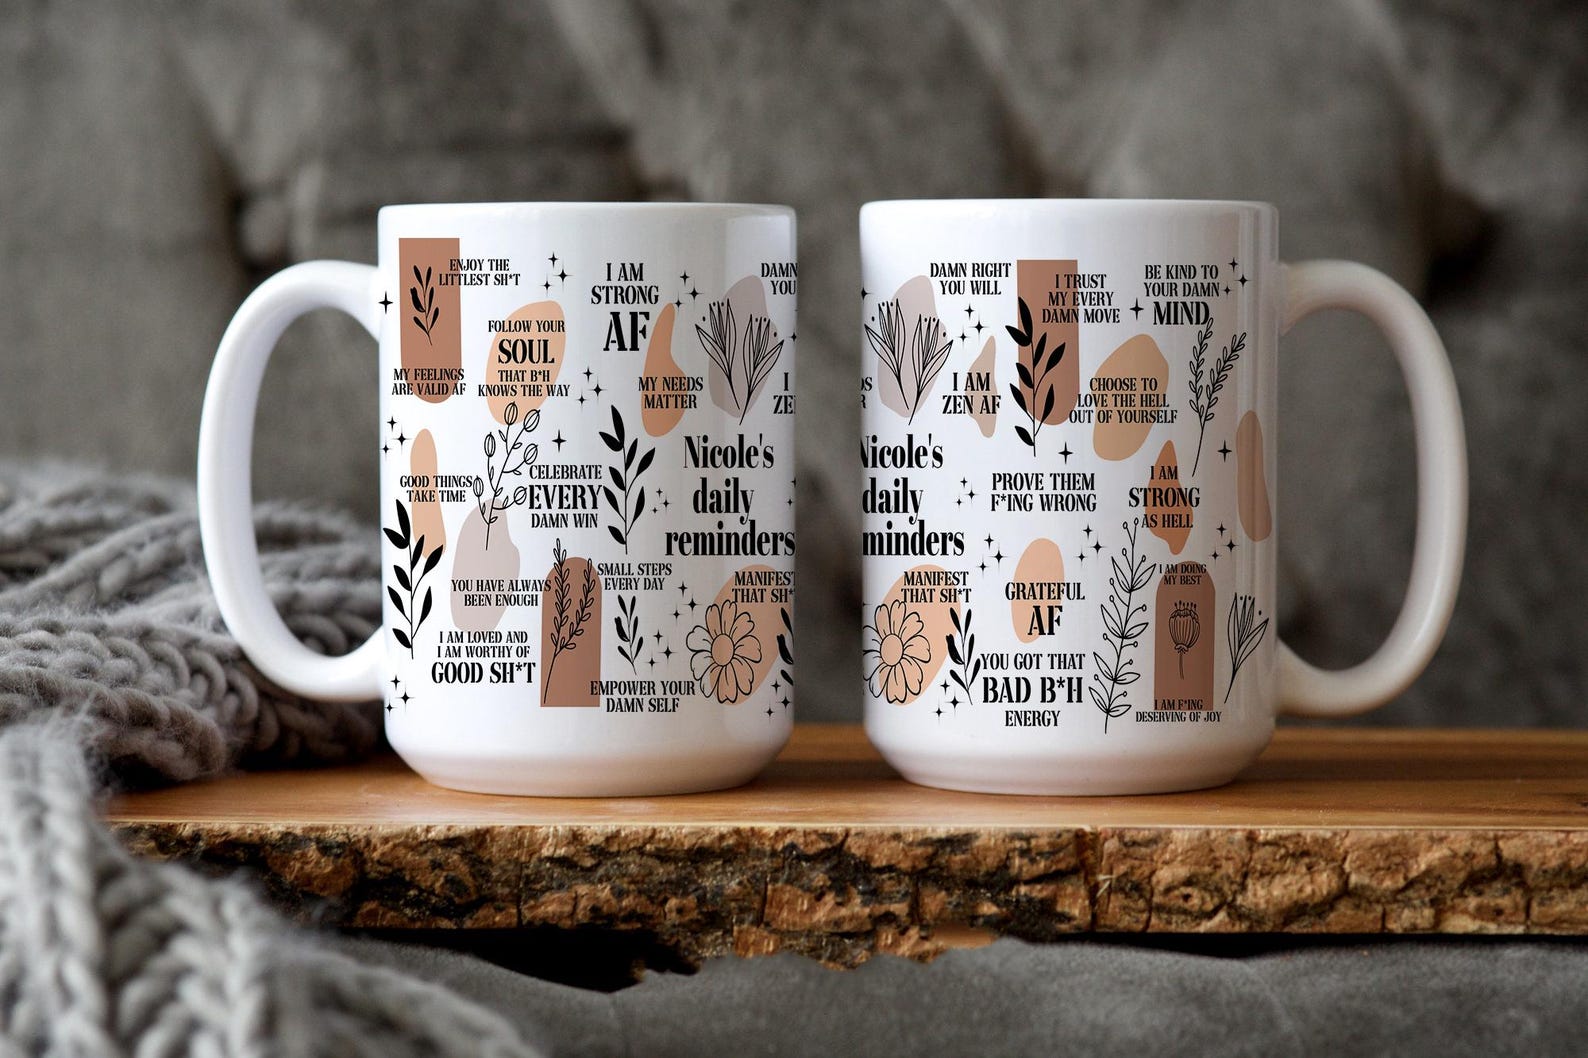 ENJOY THE
LITTLEST SH*T
I AM
STRONG
AF
DAMN
YOU
FOLLOW YOUR
SOUL
THAT B*H
KNOWS THE WAY
MY FEELINGS
ARE VALID AF
MY NEEDS
MATTER
I
ZE
Nicole's
daily
reminders
GOOD THINGS
TAKE TIME
CELEBRATE
EVERY
DAMN WIN
YOU HAVE ALWAYS
BEEN ENOUGH
SMALL STEPS
EVERY DAY
MANIFEST
THAT SH*
I AM LOVED AND
I AM WORTHY OF
GOOD SH*T
EMPOWER YOUR
DAMN SELF
DAMN RIGHT
YOU WILL
I TRUST
MY EVERY
DAMN MOVE
BE KIND TO
YOUR DAMN
MIND
DS
R
I AM
ZEN AF
CHOOSE TO
LOVE THE HELL
OUT OF YOURSELF
Nicole's
daily
minders
PROVE THEM
F*ING WRONG
I AM
STRONG
AS HELL
MANIFEST
THAT SH*T
GRATEFUL
AF
I AM DOING
MY BEST
YOU GOT THAT
BAD B*H
ENERGY
I AM F*ING
DESERVING OF JOY